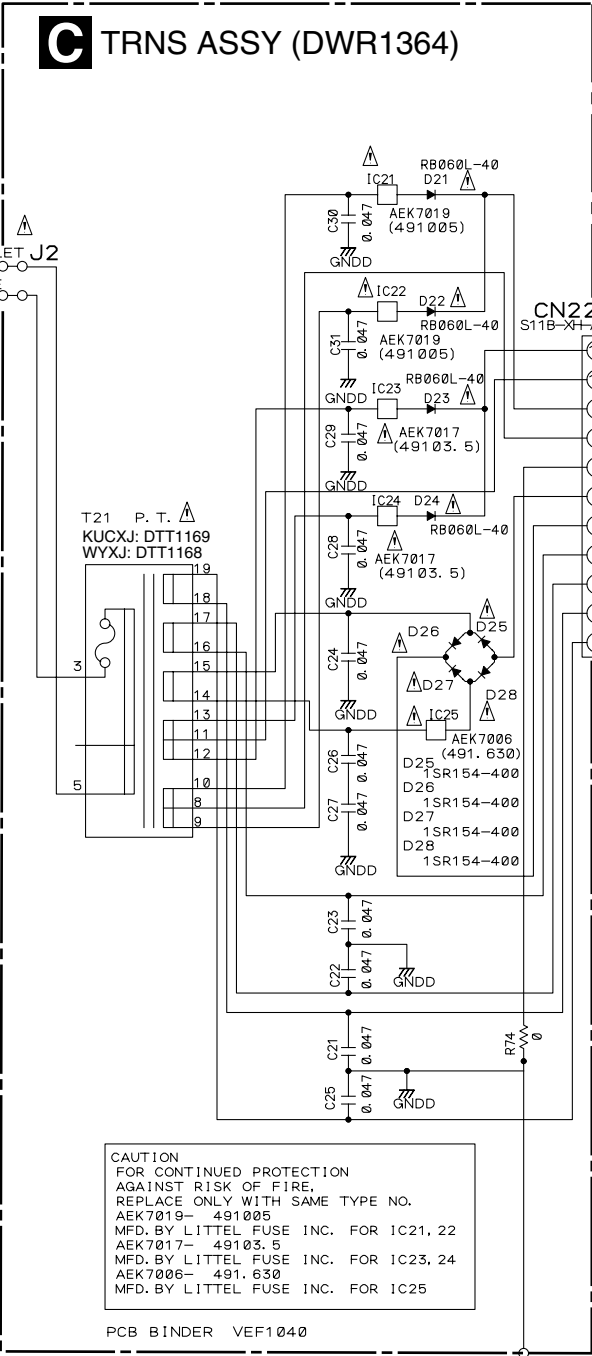 C TRNS ASSY (DWR1364)
RB060L-40
IC21 D21
C30
0.047
AEK7019
(491005)
GNDD
J2
IC22 D22
RB060L-40
C31
0.047
AEK7019
(491005)
GNDD
CN22
S11B-XH-
RB060L-40
IC23 D23
C29
0.047
AEK7017
(49103.5)
GNDD
IC24 D24
RB060L-40
C28
0.047
AEK7017
(49103.5)
GNDD
T21 P.T.
KUCXJ: DTT1169
WYXJ: DTT1168
19
18
17
16
15
14
13
11
12
10
8
9
3
5
C24
0.047
GNDD
D26
D25
D27
D28
IC25
AEK7006
(491.630)
D25
1SR154-400
D26
1SR154-400
D27
1SR154-400
D28
1SR154-400
C26
0.047
C27
0.047
GNDD
C23
0.047
C22
0.047
GNDD
C21
0.047
C25
0.047
GNDD
R74
0
CAUTION
FOR CONTINUED PROTECTION
AGAINST RISK OF FIRE,
REPLACE ONLY WITH SAME TYPE NO.
AEK7019- 491005
MFD. BY LITTEL FUSE INC. FOR IC21, 22
AEK7017- 49103.5
MFD. BY LITTEL FUSE INC. FOR IC23, 24
AEK7006- 491.630
MFD. BY LITTEL FUSE INC. FOR IC25
PCB BINDER VEF1040